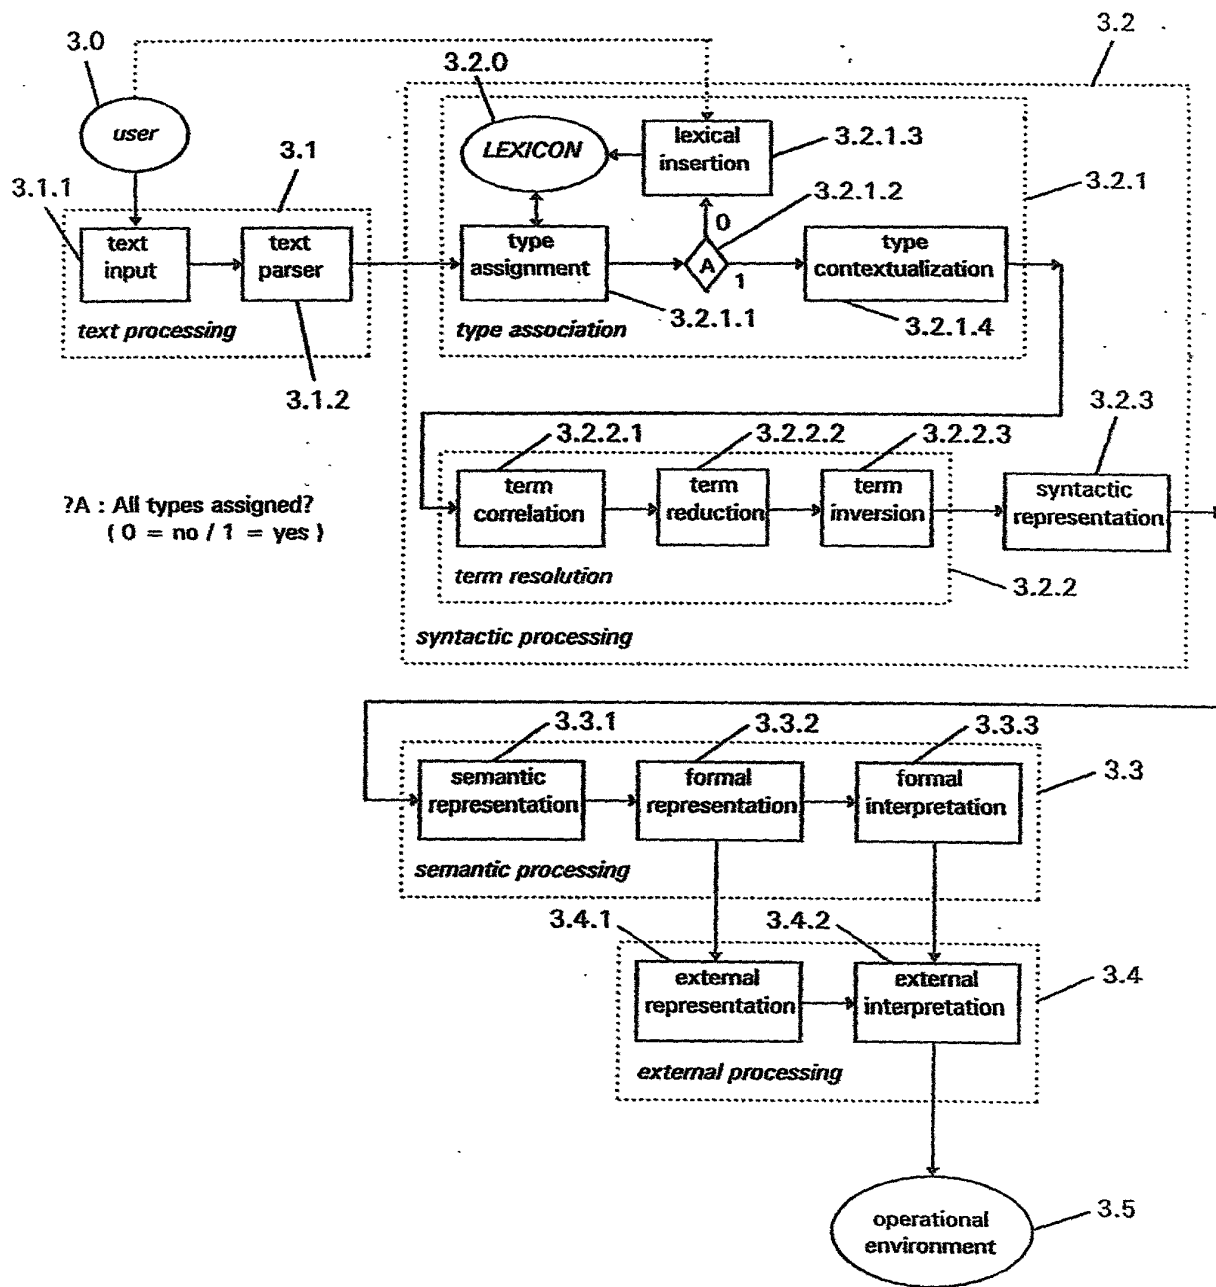 3.0
3.2
3.2.0
user
LEXICON
lexical
insertion
3.2.1.3
3.1
3.1.1
3.2.1.2
3.2.1
0
text
input
text
parser
type
assignment
A
1
type
contextualization
text processing
type association
3.2.1.1
3.2.1.4
3.1.2
3.2.3
3.2.2.1
3.2.2.2
3.2.2.3
?A : All types assigned?
( 0 = no / 1 = yes )
term
correlation
term
reduction
term
inversion
syntactic
representation
term resolution
3.2.2
syntactic processing
3.3.1
3.3.2
3.3.3
3.3
semantic
representation
formal
representation
formal
interpretation
semantic processing
3.4.1
3.4.2
3.4
external
representation
external
interpretation
external processing
3.5
operational
environment